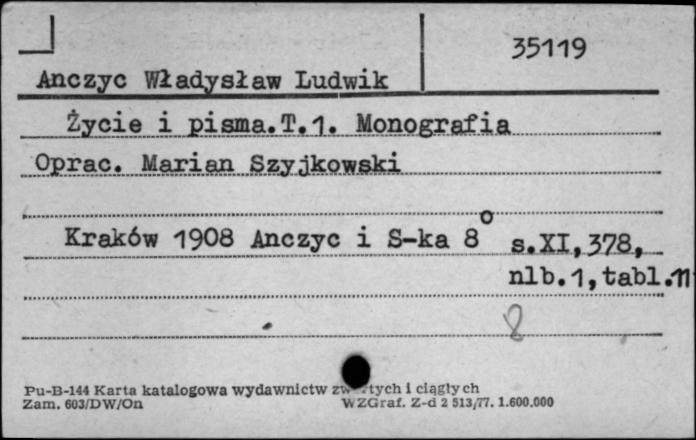 35119
Anczyc Władysław Ludwik
Życie i pisma.T.1. Monografia
Oprac. Marian Szyjkowski
Kraków 1908 Anczyc i S-ka 8° s.XI,378,
nlb.1,tabl.11
8
Pu-B-144 Karta katalogowa wydawnictw zwartych i ciągłych
Zam. 603/DW/On WZGraf. Z-d 2 513/77. 1.600.000